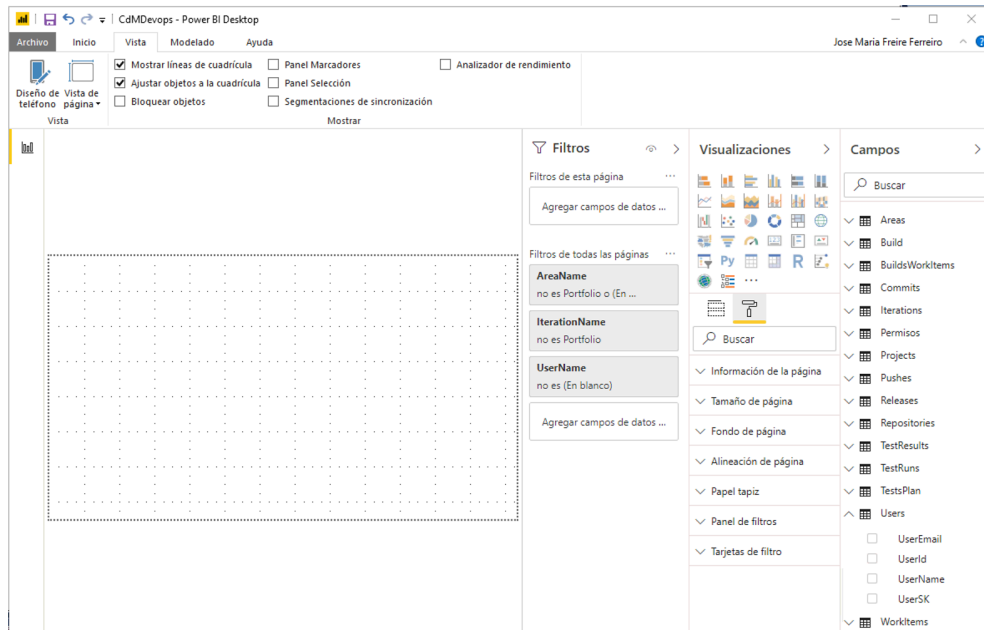 CdMDevops - Power BI Desktop
Archivo Inicio Vista Modelado Ayuda Jose Maria Freire Ferreiro
Diseño de teléfono
Vista de página
Vista
Mostrar líneas de cuadrícula
Ajustar objetos a la cuadrícula
Bloquear objetos
Panel Marcadores
Panel Selección
Segmentaciones de sincronización
Analizador de rendimiento
Mostrar
Filtros
Filtros de esta página ...
Agregar campos de datos ...
Filtros de todas las páginas ...
AreaName
no es Portfolio o (En ...
IterationName
no es Portfolio
UserName
no es (En blanco)
Agregar campos de datos ...
Visualizaciones
123
Py
R
...
Buscar
Información de la página
Tamaño de página
Fondo de página
Alineación de página
Papel tapiz
Panel de filtros
Tarjetas de filtro
Campos
Buscar
Areas
Build
BuildsWorkItems
Commits
Iterations
Permisos
Projects
Pushes
Releases
Repositories
TestResults
TestRuns
TestsPlan
Users
UserEmail
UserId
UserName
UserSK
WorkItems